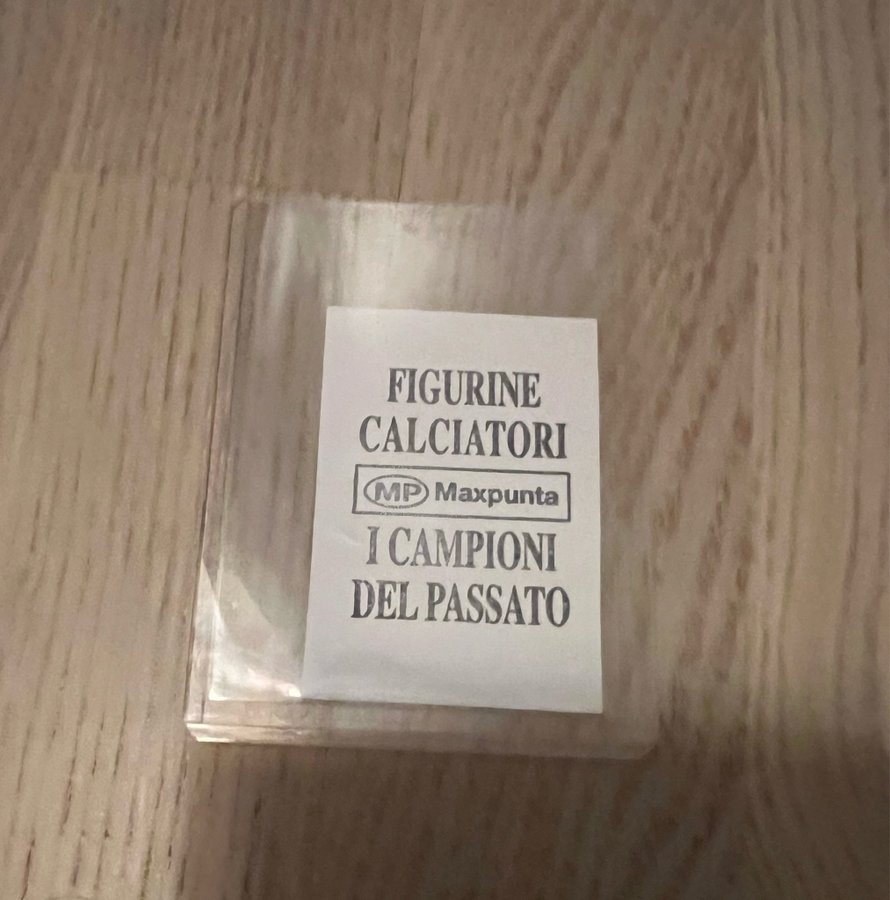 FIGURINE
CALCIATORI
MP Maxpunta
I CAMPIONI
DEL PASSATO